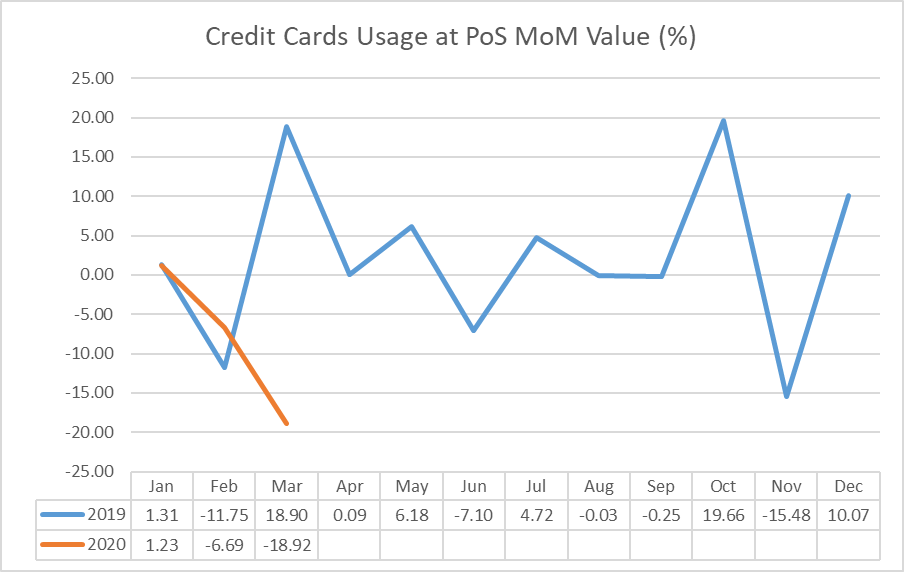 Credit Cards Usage at PoS MoM Value (%)
25.00
20.00
15.00
10.00
5.00
0.00
-5.00
-10.00
-15.00
-20.00
-25.00
Jan Feb Mar Apr May Jun Jul Aug Sep Oct Nov Dec
2019 1.31 -11.75 18.90 0.09 6.18 -7.10 4.72 -0.03 -0.25 19.66 -15.48 10.07
2020 1.23 -6.69 -18.92